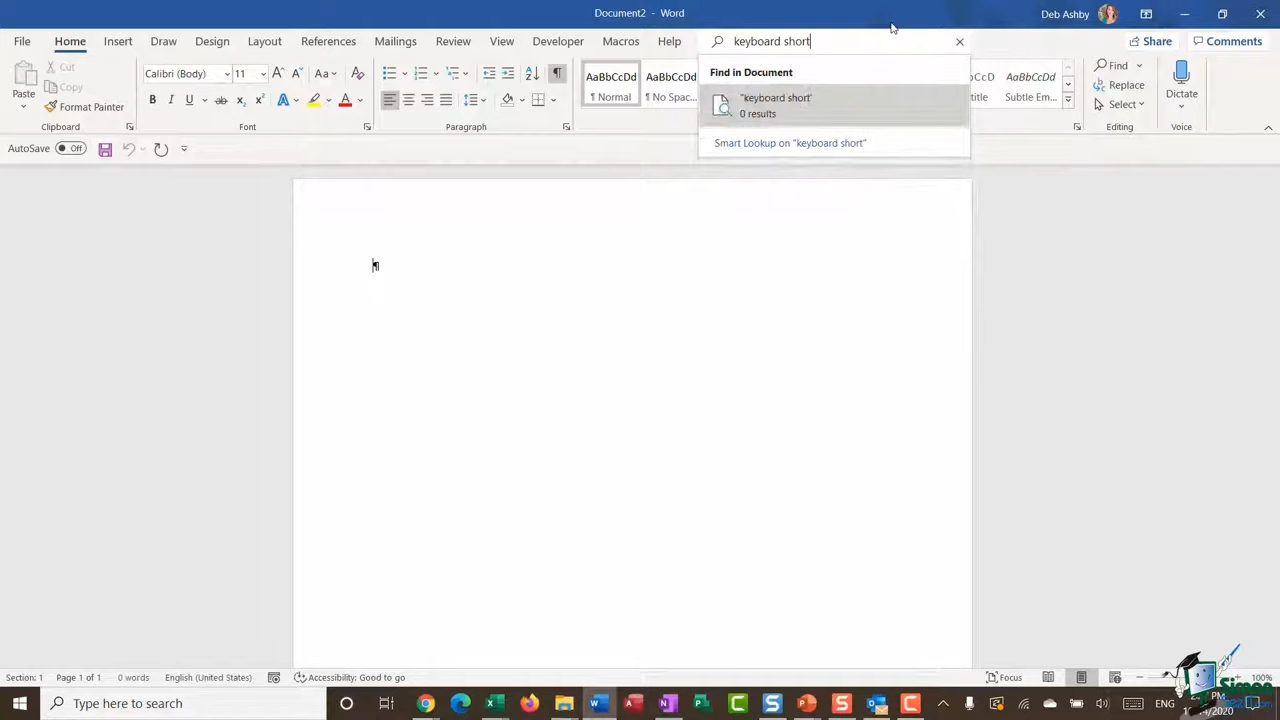 Document2 - Word
Deb Ashby
File Home Insert Draw Design Layout References Mailings Review View Developer Macros Help
keyboard short
Share Comments
Cut
Copy
Format Painter
Paste
Clipboard
Calibri (Body) 11
Font
Paragraph
AaBbCcDd
¶ Normal
AaBbCcDd
¶ No Spac...
Find in Document
"keyboard short"
0 results
Smart Lookup on "keyboard short"
AaBbCcDd
Subtle Em...
Find
Replace
Select
Editing
Dictate
Voice
AutoSave Off
¶
Section: 1 Page 1 of 1 0 words English (United States) Accessibility: Good to go
Focus
100%
Type here to search
ENG
Simon